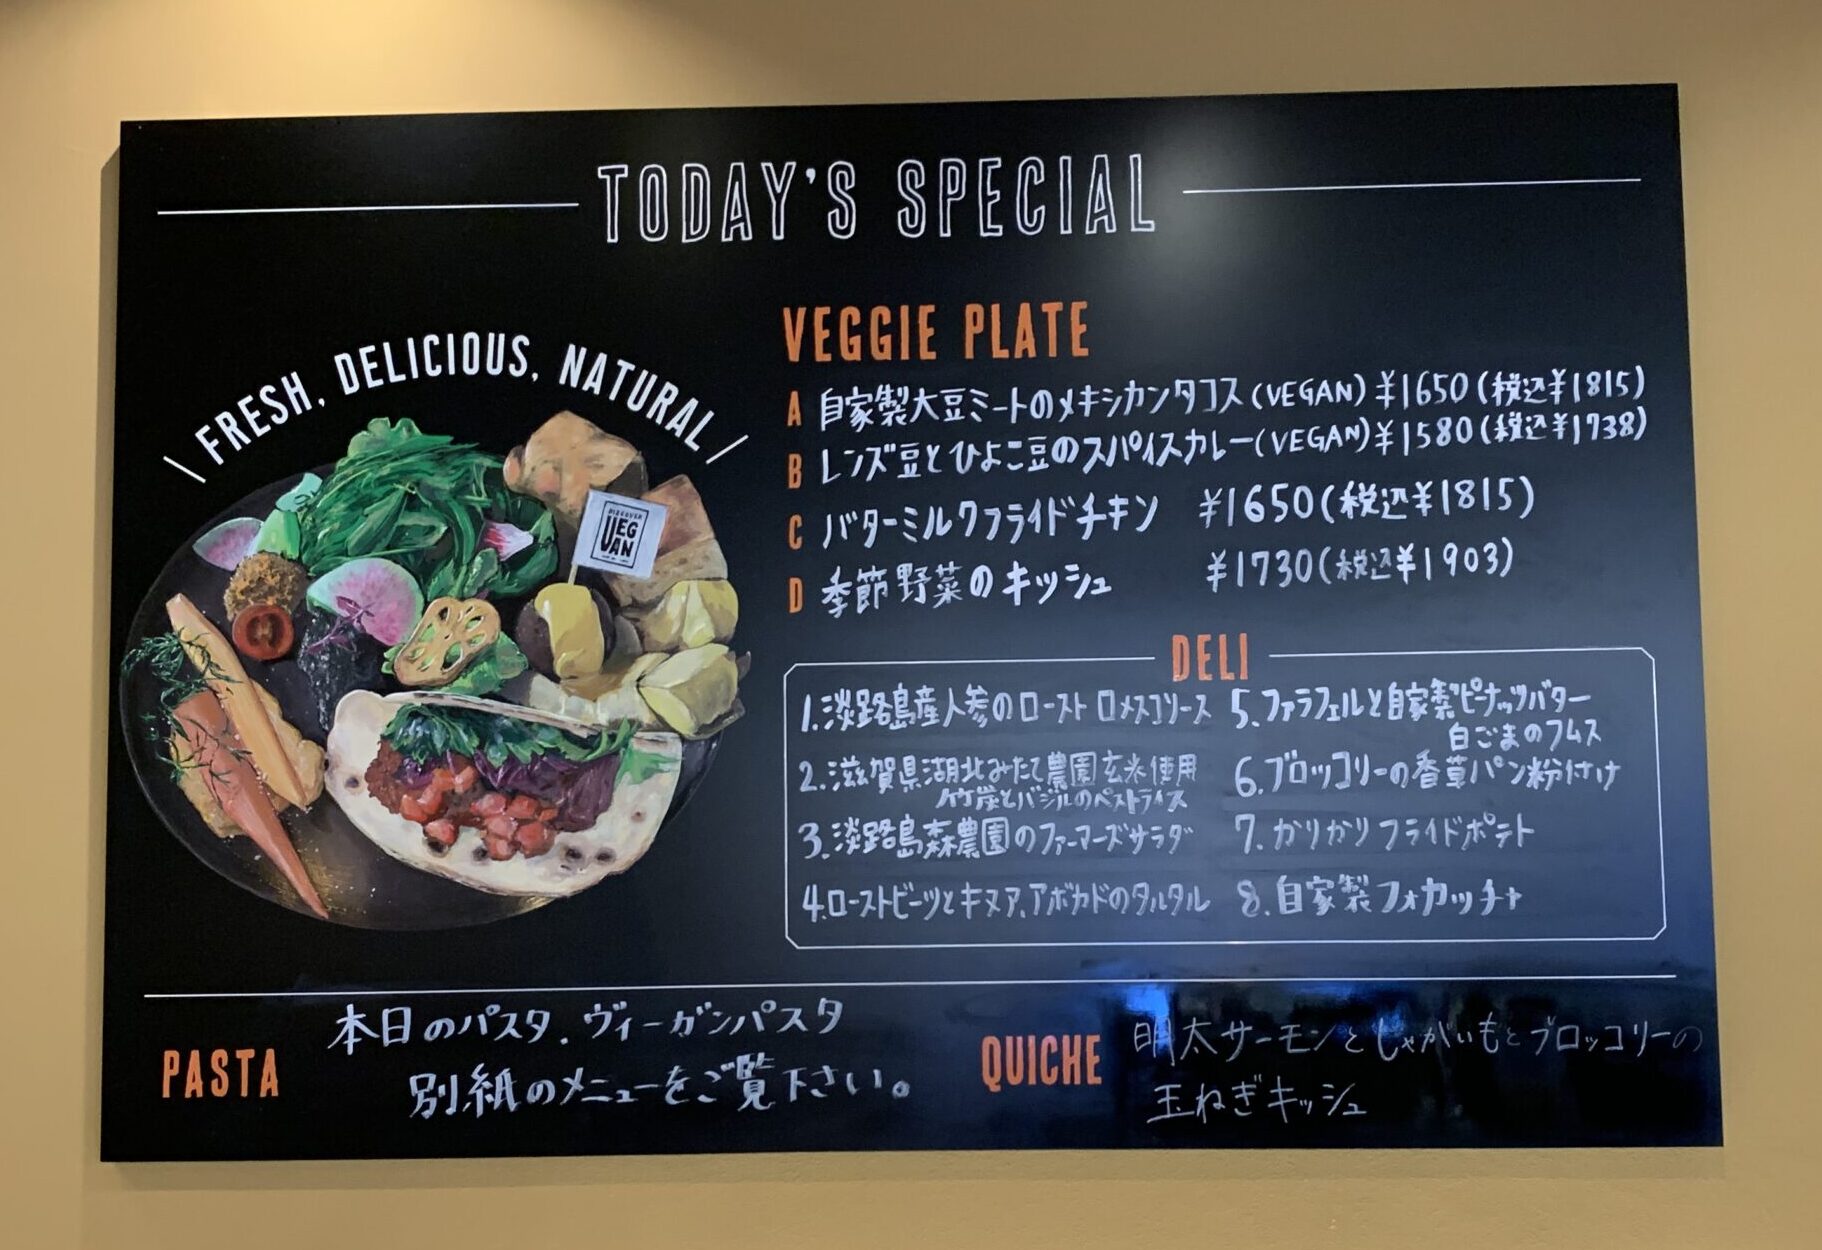 TODAY'S SPECIAL
\ FRESH, DELICIOUS, NATURAL /
DISCOVER
VEG
AN
VEGGIE PLATE
A 自家製大豆ミートのメキシカンタコス(VEGAN)¥1650(税込¥1815)
B レンズ豆とひよこ豆のスパイスカレー(VEGAN)¥1580(税込¥1738)
C バターミルクフライドチキン ¥1650(税込¥1815)
D 季節野菜のキッシュ ¥1730(税込¥1903)
DELI
1.淡路島産人参のロースト ロメスコソース
2.滋賀県湖北みたて農園玄米使用
竹炭とバジルのペーストライス
3.淡路島森農園のファーマーズサラダ
4.ローストビーツとキヌア、アボカドのタルタル
5.ファラフェルと自家製ピーナッツバター
白ごまのフムス
6.ブロッコリーの香草パン粉付け
7.カリカリフライドポテト
8.自家製フォカッチャ
PASTA
本日のパスタ.ヴィーガンパスタ
別紙のメニューをご覧下さい。
QUICHE
明太サーモンとじゃがいもとブロッコリーの
玉ねぎキッシュ